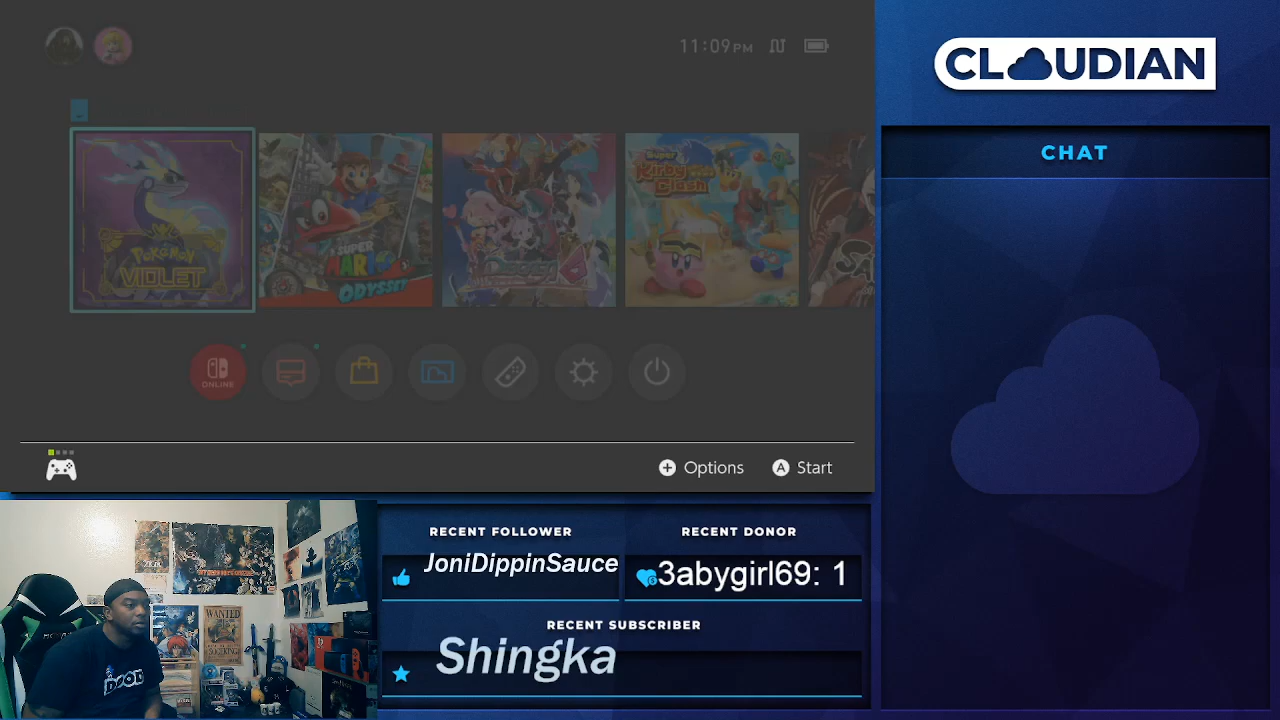 11:09PM
CLOUDIAN
CHAT
POKÉMON
VIOLET
SUPER
MARIO
ODYSSEY
Super
Kirby
Clash
ONLINE
Options
A Start
RECENT FOLLOWER
RECENT DONOR
JoniDippinSauce
3abygirl69: 1
RECENT SUBSCRIBER
Shingka
WANTED